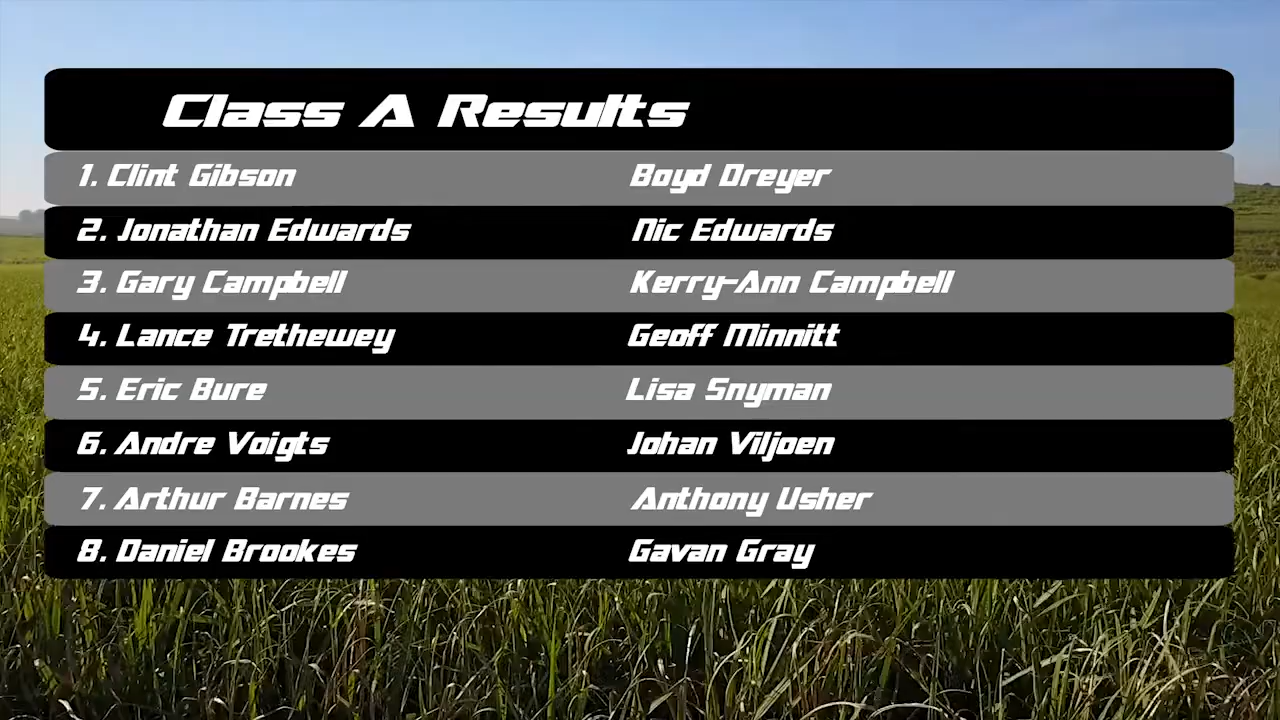 Class A Results
1. Clint Gibson Boyd Dreyer
2. Jonathan Edwards Nic Edwards
3. Gary Campbell Kerry-Ann Campbell
4. Lance Trethewey Geoff Minnitt
5. Eric Bure Lisa Snyman
6. Andre Voigts Johan Viljoen
7. Arthur Barnes Anthony Usher
8. Daniel Brookes Gavan Gray